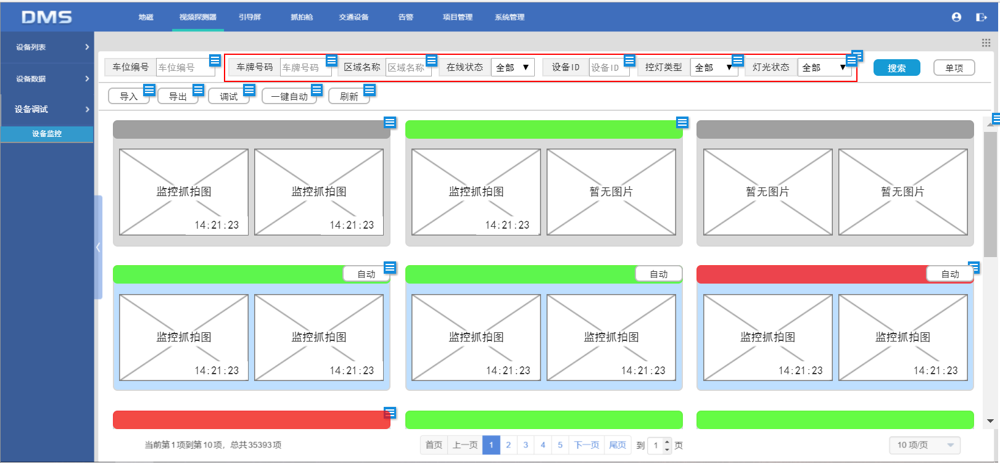 DMS 地磁 视频探测器 引导屏 抓拍枪 交通设备 告警 项目管理 系统管理
设备列表
设备数据
设备调试
设备监控
车位编号 车位编号 车牌号码 车牌号码 区域名称 区域名称 在线状态 全部 ▼ 设备ID 设备ID 控灯类型 全部 ▼ 灯光状态 全部 ▼ 搜索 单项
导入 导出 调试 一键自动 刷新
监控抓拍图 监控抓拍图 监控抓拍图 暂无图片 暂无图片 暂无图片
14:21:23 14:21:23 14:21:23
自动 自动 自动
监控抓拍图 监控抓拍图 监控抓拍图 监控抓拍图 监控抓拍图 监控抓拍图
14:21:23 14:21:23 14:21:23 14:21:23 14:21:23 14:21:23
当前第1项到第10项，总共35393项 首页 上一页 1 2 3 4 5 下一页 尾页 到 1 页 10 项/页